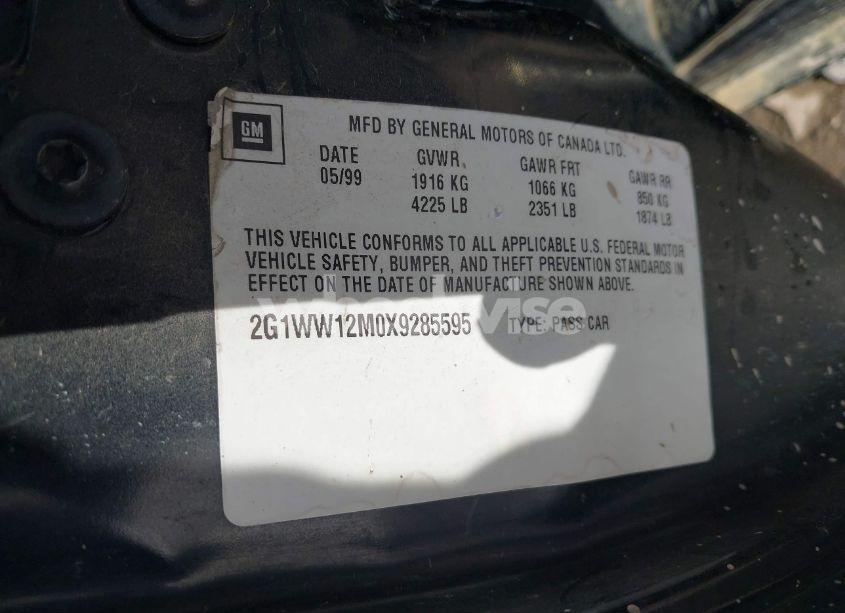 GM
MFD BY GENERAL MOTORS OF CANADA LTD.
DATE GVWR GAWR FRT GAWR RR
05/99 1916 KG 1066 KG 850 KG
4225 LB 2351 LB 1874 LB
THIS VEHICLE CONFORMS TO ALL APPLICABLE U.S. FEDERAL MOTOR
VEHICLE SAFETY, BUMPER, AND THEFT PREVENTION STANDARDS IN
EFFECT ON THE DATE OF MANUFACTURE SHOWN ABOVE.
2G1WW12M0X9285595 TYPE: PASS CAR